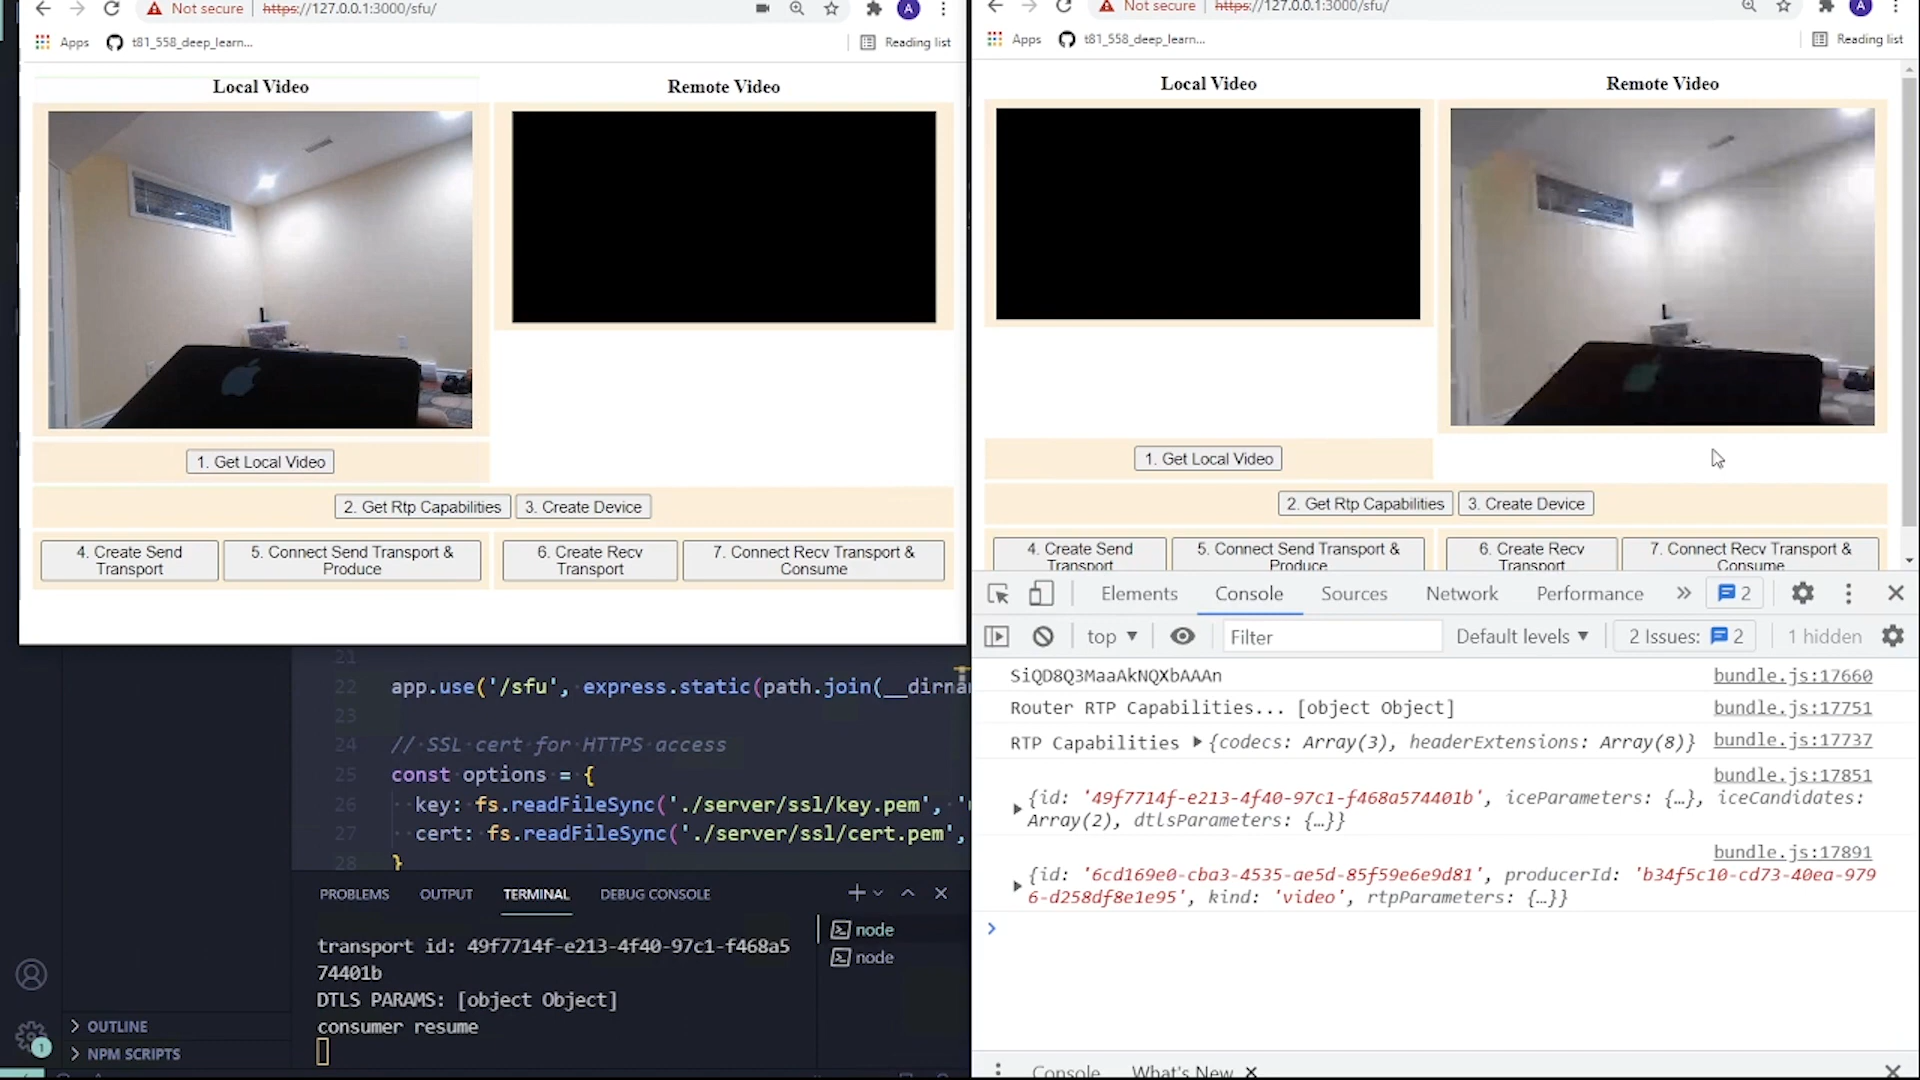 Not secure
https://127.0.0.1:3000/sfu/
A
Apps
t81_558_deep_learn...
Reading list
Local Video
Remote Video
1. Get Local Video
2. Get Rtp Capabilities
3. Create Device
4. Create Send Transport
5. Connect Send Transport & Produce
6. Create Recv Transport
7. Connect Recv Transport & Consume
21
22 app.use('/sfu', express.static(path.join(__dirna
23
24 // SSL cert for HTTPS access
25 const options = {
26 key: fs.readFileSync('./server/ssl/key.pem',
27 cert: fs.readFileSync('./server/ssl/cert.pem',
28 }
PROBLEMS OUTPUT TERMINAL DEBUG CONSOLE
transport id: 49f7714f-e213-4f40-97c1-f468a5
74401b
DTLS PARAMS: [object Object]
consumer resume
node
node
1
OUTLINE
NPM SCRIPTS
Not secure
https://127.0.0.1:3000/sfu/
A
Apps
t81_558_deep_learn...
Reading list
Local Video
Remote Video
1. Get Local Video
2. Get Rtp Capabilities
3. Create Device
4. Create Send Transport
5. Connect Send Transport & Produce
6. Create Recv Transport
7. Connect Recv Transport & Consume
Elements Console Sources Network Performance 2
top Filter Default levels 2 Issues: 2 1 hidden
SiQD8Q3MaaAkNQXbAAAn bundle.js:17660
Router RTP Capabilities... [object Object] bundle.js:17751
RTP Capabilities {codecs: Array(3), headerExtensions: Array(8)} bundle.js:17737
bundle.js:17851
{id: '49f7714f-e213-4f40-97c1-f468a574401b', iceParameters: {…}, iceCandidates:
Array(2), dtlsParameters: {…}}
bundle.js:17891
{id: '6cd169e0-cba3-4535-ae5d-85f59e6e9d81', producerId: 'b34f5c10-cd73-40ea-979
6-d258df8e1e95', kind: 'video', rtpParameters: {…}}
Console What's New